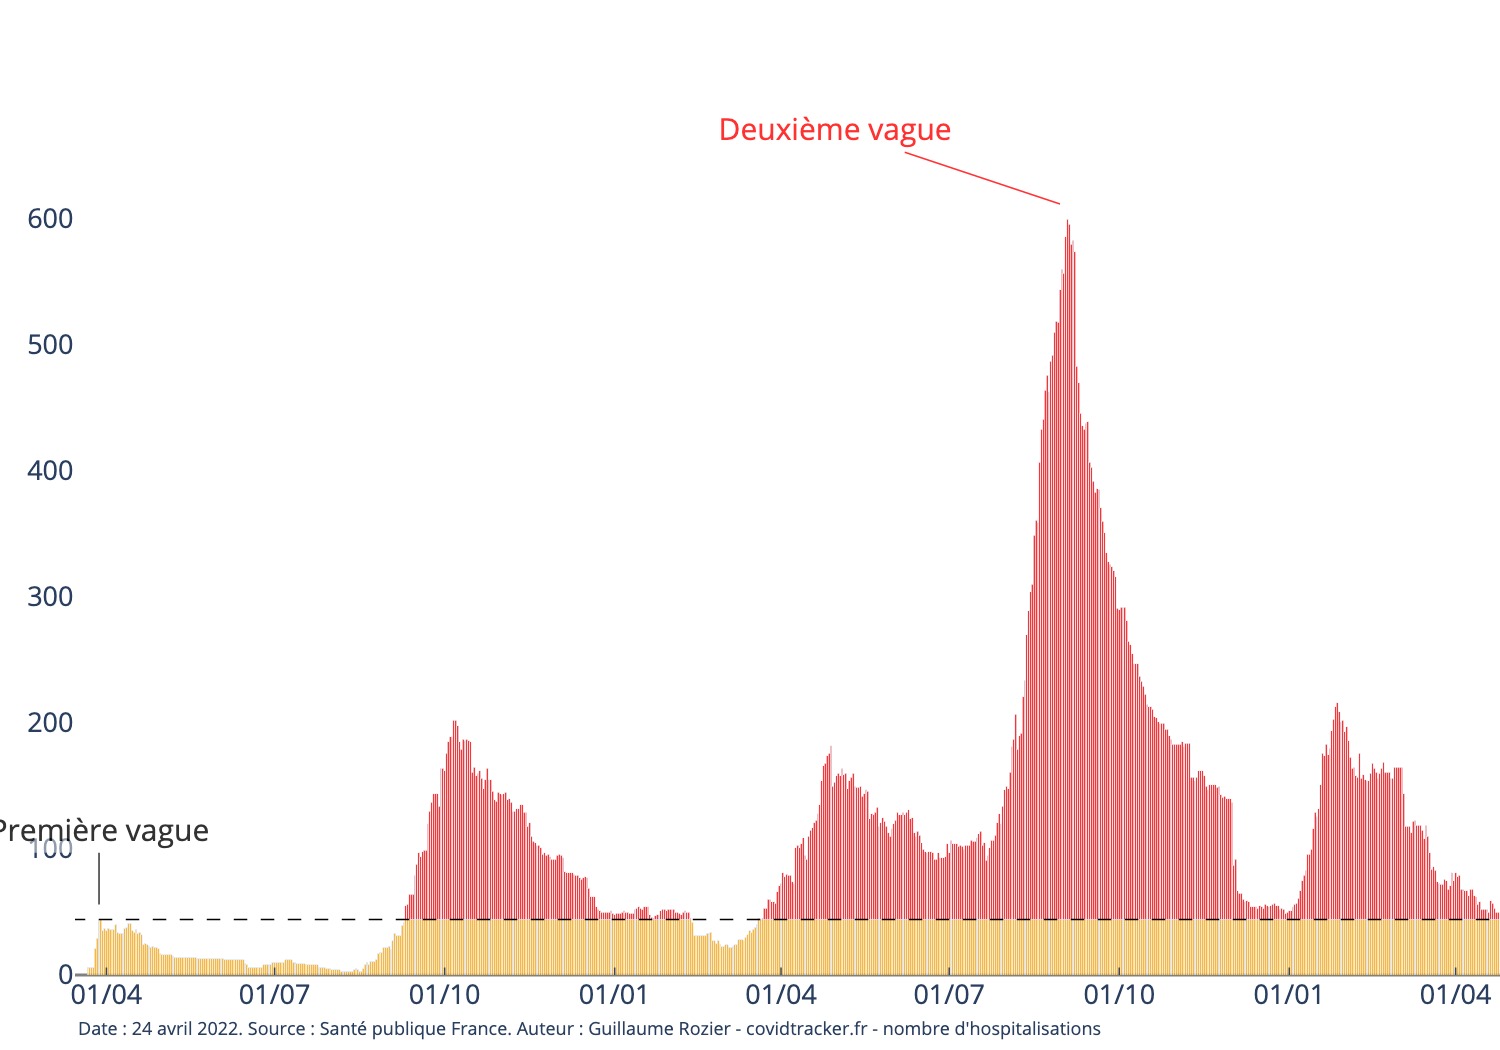 Deuxième vague
600
500
400
300
200
Première vague
100
0
01/04 01/07 01/10 01/01 01/04 01/07 01/10 01/01 01/04
Date : 24 avril 2022. Source : Santé publique France. Auteur : Guillaume Rozier - covidtracker.fr - nombre d'hospitalisations